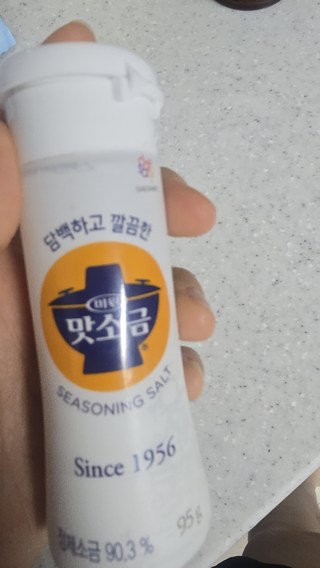 담백하고 깔끔한
미원
맛소금
®
SEASONING SALT
Since 1956
95g
정제소금 90.3 %